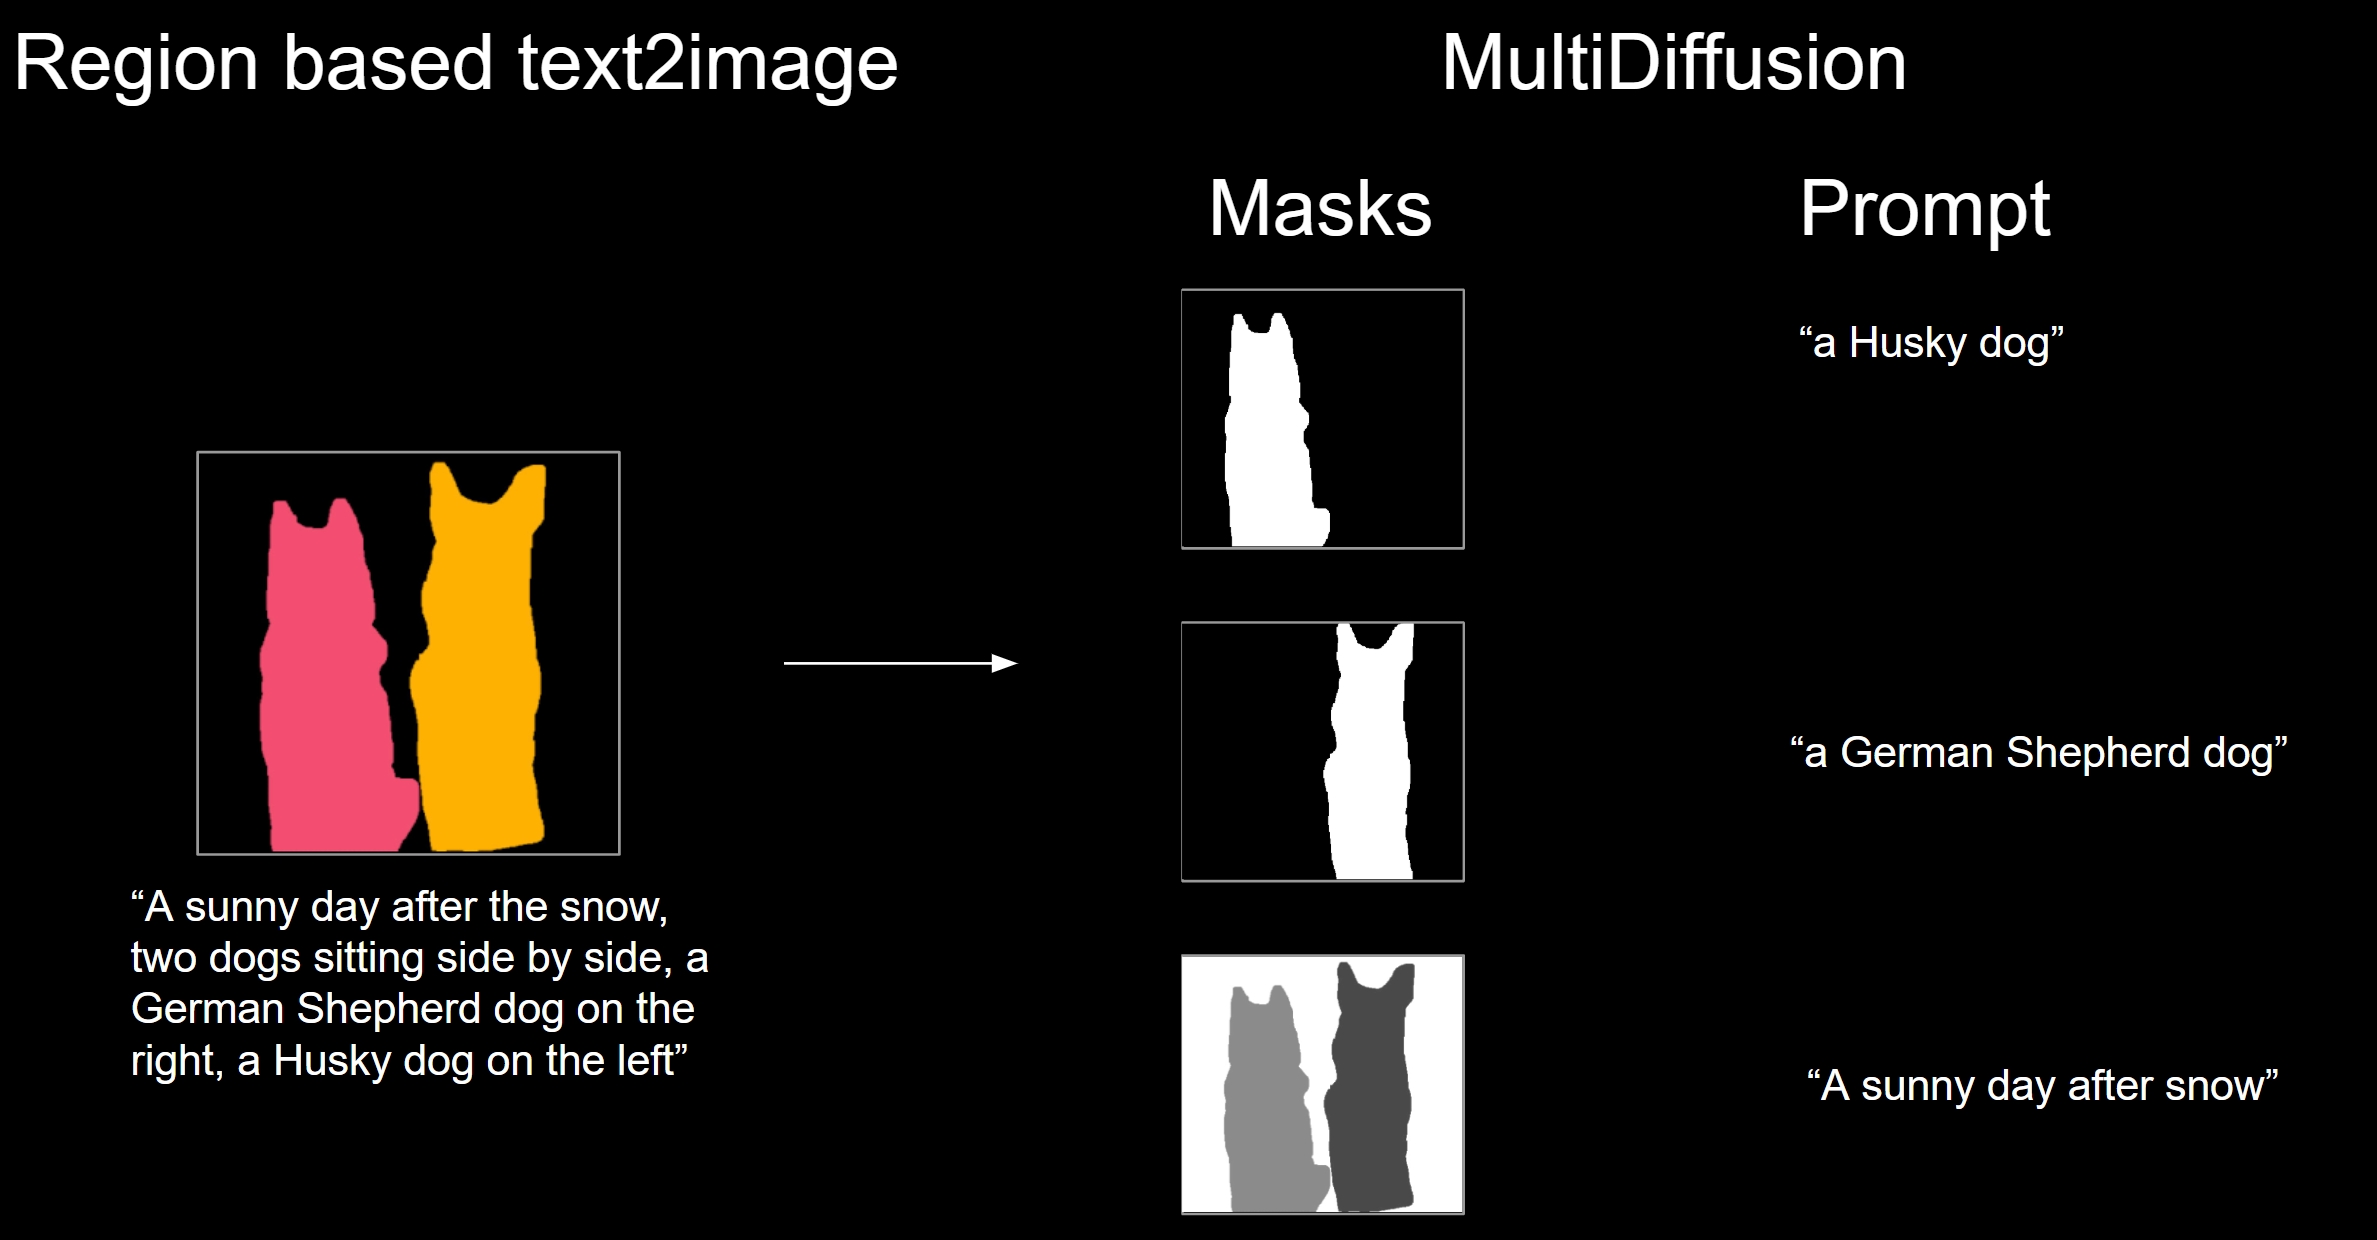 Region based text2image
MultiDiffusion
Masks
Prompt
“a Husky dog”
“a German Shepherd dog”
“A sunny day after the snow,
two dogs sitting side by side, a
German Shepherd dog on the
right, a Husky dog on the left”
“A sunny day after snow”